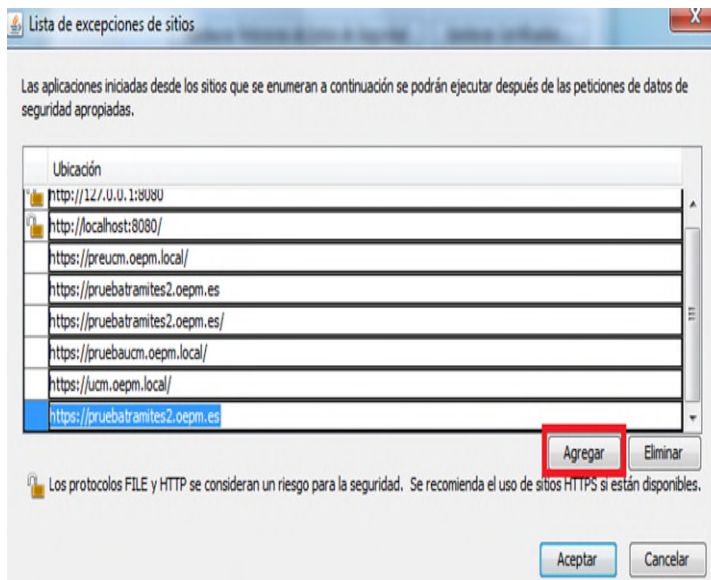 Lista de excepciones de sitios
X
Las aplicaciones iniciadas desde los sitios que se enumeran a continuación se podrán ejecutar después de las peticiones de datos de
seguridad apropiadas.
Ubicación
http://127.0.0.1:8080
http://localhost:8080/
https://preucm.oepm.local/
https://pruebatramites2.oepm.es
https://pruebatramites2.oepm.es/
https://pruebaucm.oepm.local/
https://ucm.oepm.local/
https://pruebatramites2.oepm.es
Agregar
Eliminar
Los protocolos FILE y HTTP se consideran un riesgo para la seguridad. Se recomienda el uso de sitios HTTPS si están disponibles.
Aceptar
Cancelar